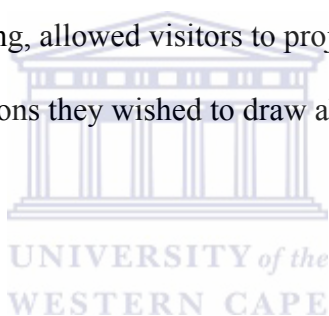 ng, allowed visitors to proj
ons they wished to draw a
UNIVERSITY of the
WESTERN CAPE